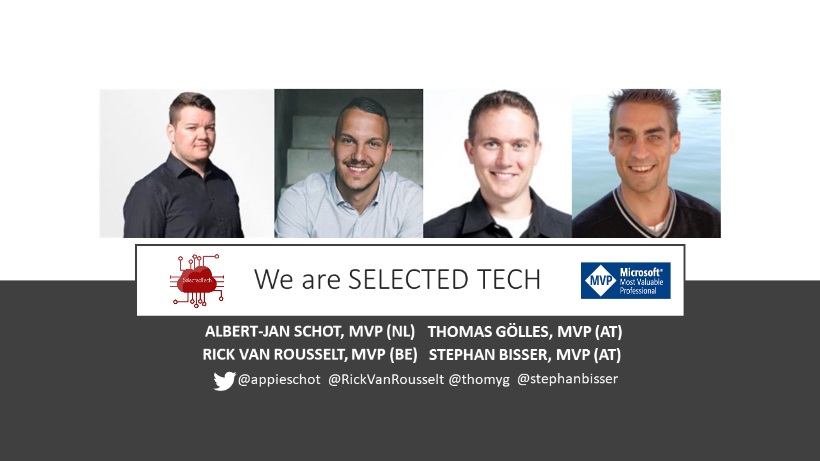 SelectedTech
We are SELECTED TECH
MVP
Microsoft®
Most Valuable
Professional
ALBERT-JAN SCHOT, MVP (NL) THOMAS GÖLLES, MVP (AT)
RICK VAN ROUSSELT, MVP (BE) STEPHAN BISSER, MVP (AT)
@appieschot @RickVanRousselt @thomyg @stephanbisser